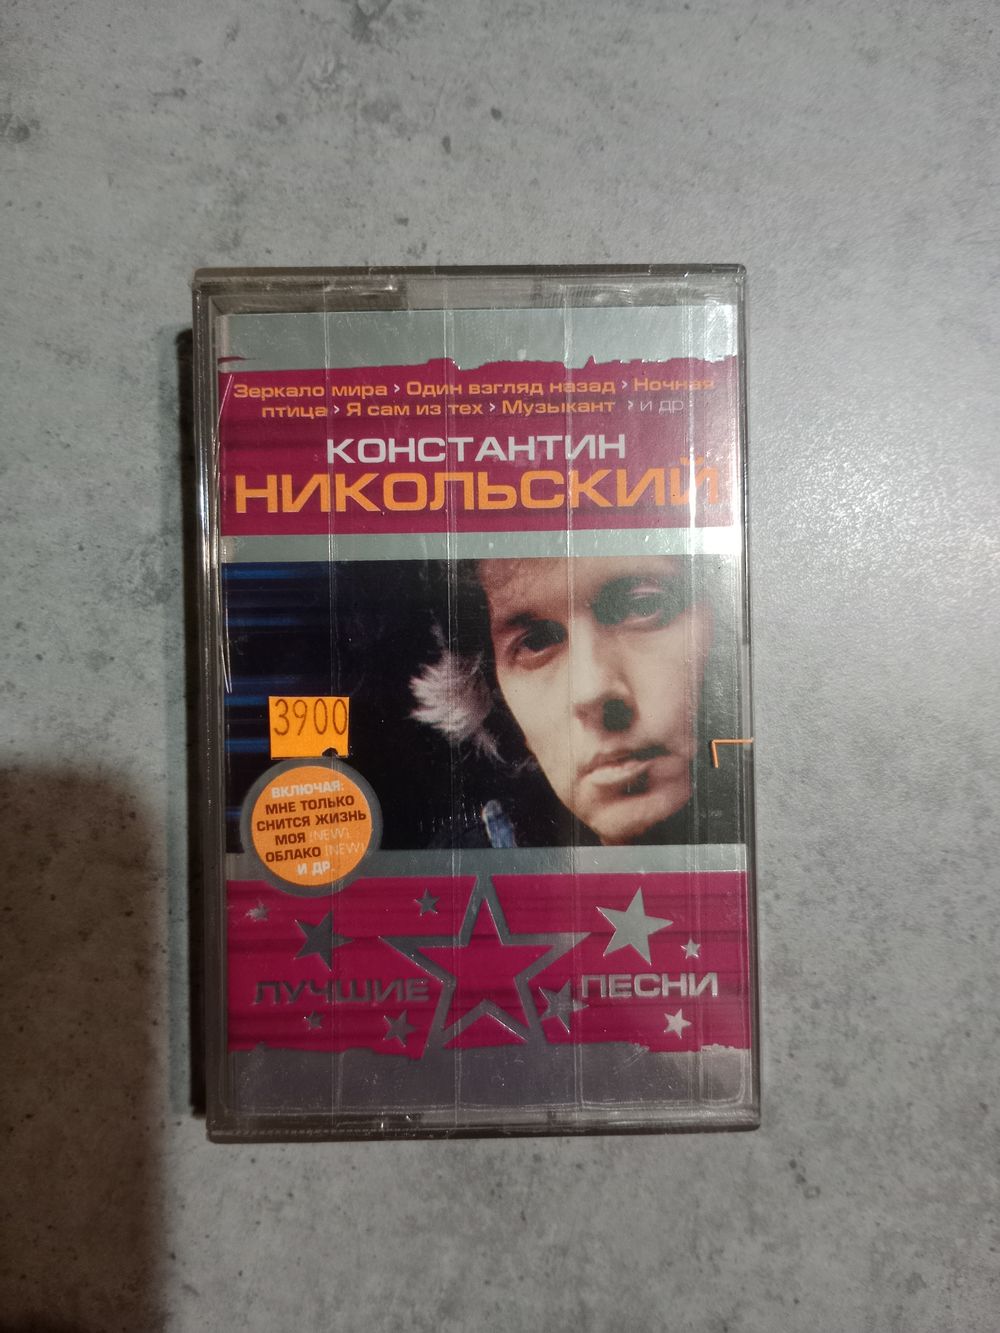 Зеркало мира > Один взгляд назад > Ночная
птица > Я сам из тех > Музыкант > и др
КОНСТАНТИН
НИКОЛЬСКИЙ
3900
ВКЛЮЧАЯ:
МНЕ ТОЛЬКО
СНИТСЯ ЖИЗНЬ
МОЯ (NEW),
ОБЛАКО (NEW)
И ДР.
ЛУЧШИЕ ПЕСНИ